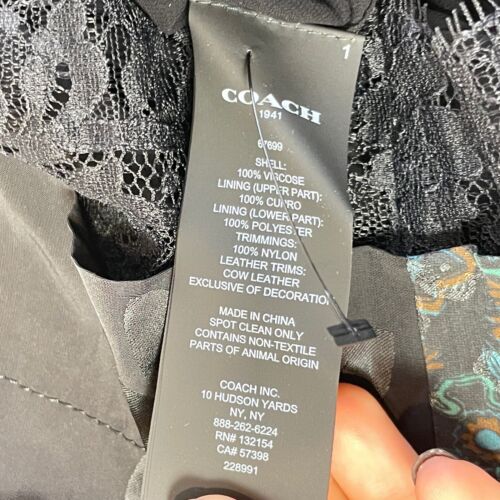 1
COACH
1941
67699
SHELL:
100% VISCOSE
LINING (UPPER PART):
100% CUPRO
LINING (LOWER PART):
100% POLYESTER
TRIMMINGS:
100% NYLON
LEATHER TRIMS:
COW LEATHER
EXCLUSIVE OF DECORATION
MADE IN CHINA
SPOT CLEAN ONLY
CONTAINS NON-TEXTILE
PARTS OF ANIMAL ORIGIN
COACH INC.
10 HUDSON YARDS
NY, NY
888-262-6224
RN# 132154
CA# 57398
228991